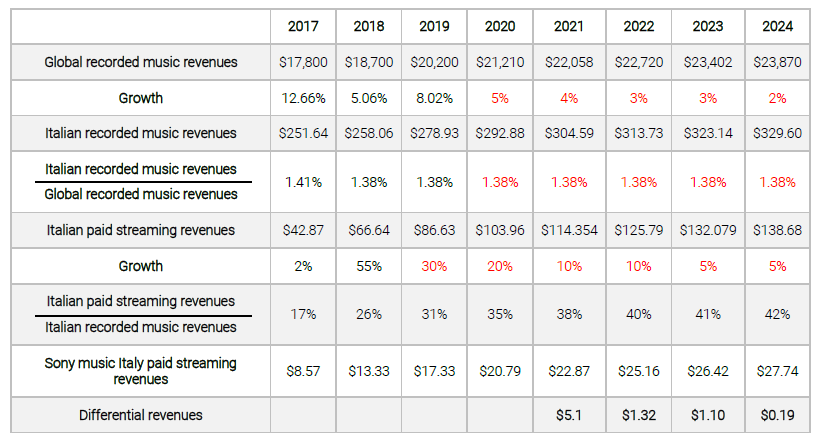 2017 2018 2019 2020 2021 2022 2023 2024
Global recorded music revenues $17,800 $18,700 $20,200 $21,210 $22,058 $22,720 $23,402 $23,870
Growth 12.66% 5.06% 8.02% 5% 4% 3% 3% 2%
Italian recorded music revenues $251.64 $258.06 $278.93 $292.88 $304.59 $313.73 $323.14 $329.60
Italian recorded music revenues
Global recorded music revenues
1.41% 1.38% 1.38% 1.38% 1.38% 1.38% 1.38% 1.38%
Italian paid streaming revenues $42.87 $66.64 $86.63 $103.96 $114.354 $125.79 $132.079 $138.68
Growth 2% 55% 30% 20% 10% 10% 5% 5%
Italian paid streaming revenues
Italian recorded music revenues
17% 26% 31% 35% 38% 40% 41% 42%
Sony music Italy paid streaming
revenues
$8.57 $13.33 $17.33 $20.79 $22.87 $25.16 $26.42 $27.74
Differential revenues $5.1 $1.32 $1.10 $0.19